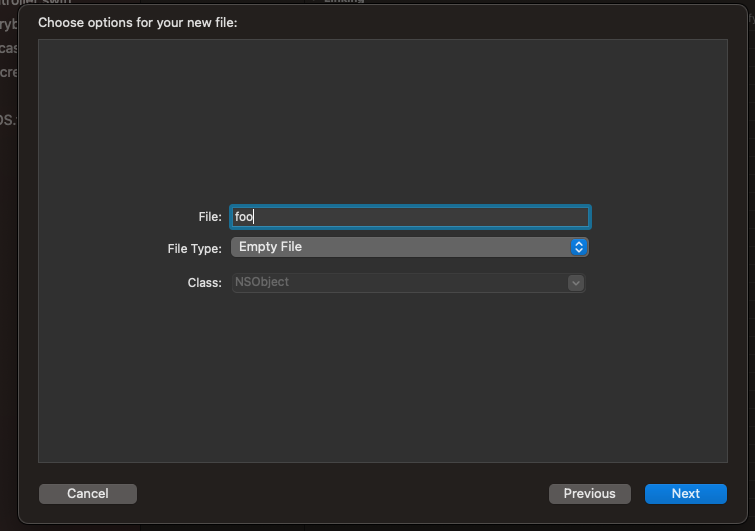 Choose options for your new file:
File: foo
File Type: Empty File
Class: NSObject
Cancel Previous Next